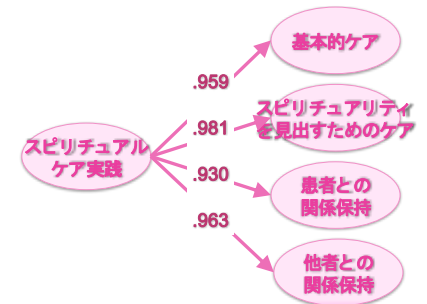 基本的ケア
.959
スピリチュアリティ
を見出すためのケア
.981
スピリチュアル
ケア実践
.930
患者との
関係保持
.963
他者との
関係保持